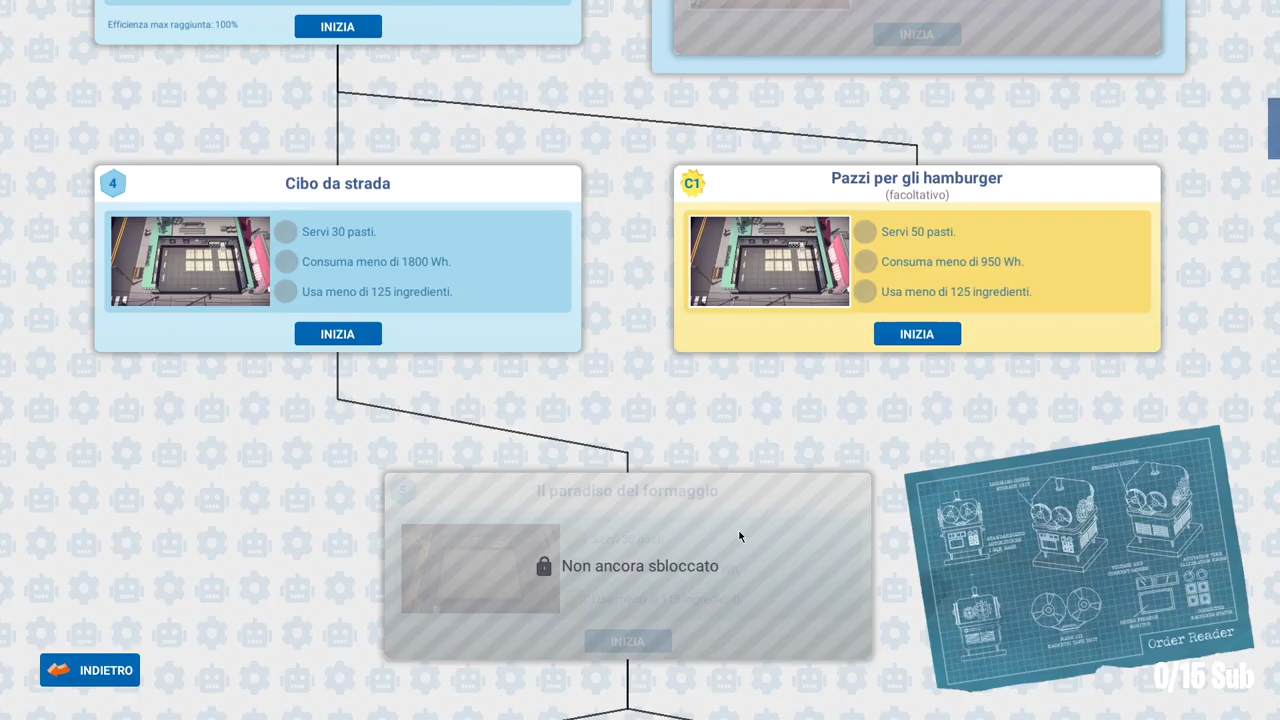 Efficienza max raggiunta: 100%
INIZIA
INIZIA
4
Cibo da strada
Servi 30 pasti.
Consuma meno di 1800 Wh.
Usa meno di 125 ingredienti.
INIZIA
C1
Pazzi per gli hamburger
(facoltativo)
Servi 50 pasti.
Consuma meno di 950 Wh.
Usa meno di 125 ingredienti.
INIZIA
5
Il paradiso del formaggio
Non ancora sbloccato
INIZIA
Order Reader
INDIETRO
0/15 Sub